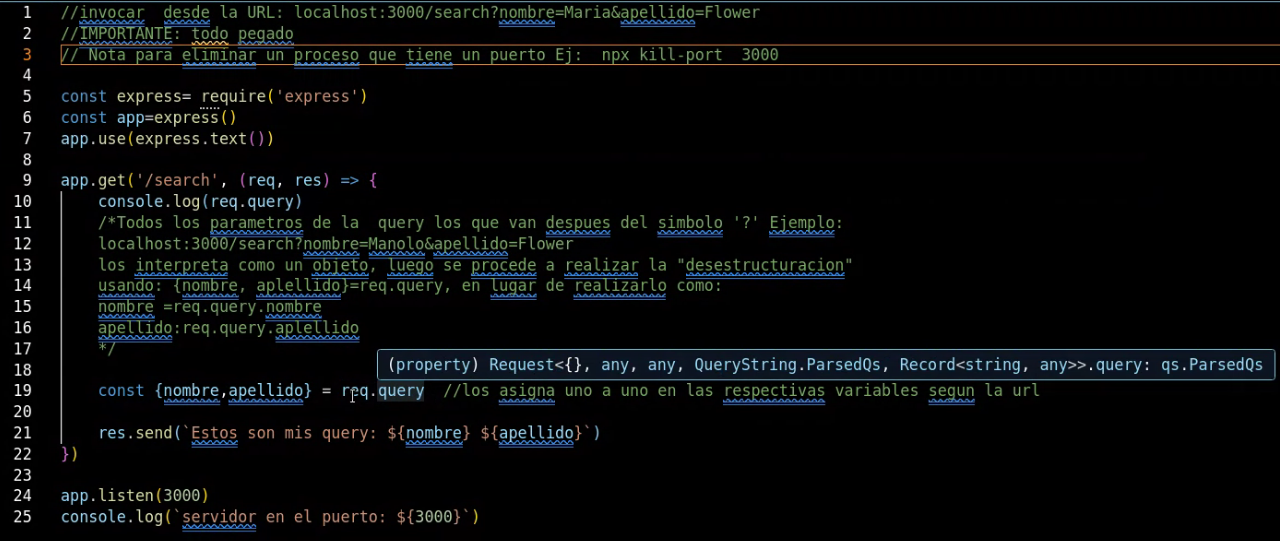 1 //invocar  desde la URL: localhost:3000/search?nombre=Maria&apellido=Flower
2 //IMPORTANTE: todo pegado
3 // Nota para eliminar un proceso que tiene un puerto Ej:  npx kill-port  3000
4
5 const express= require('express')
6 const app=express()
7 app.use(express.text())
8
9 app.get('/search', (req, res) => {
10     console.log(req.query)
11     /*Todos los parametros de la  query los que van despues del simbolo '?' Ejemplo:
12     localhost:3000/search?nombre=Manolo&apellido=Flower
13     los interpreta como un objeto, luego se procede a realizar la "desestructuracion"
14     usando: {nombre, aplellido}=req.query, en lugar de realizarlo como:
15     nombre =req.query.nombre
16     apellido:req.query.aplellido
17     */
(property) Request<{}, any, any, QueryString.ParsedQs, Record<string, any>>.query: qs.ParsedQs
18
19     const {nombre,apellido} = req.query  //los asigna uno a uno en las respectivas variables segun la url
20
21     res.send(`Estos son mis query: ${nombre} ${apellido}`)
22 })
23
24 app.listen(3000)
25 console.log(`servidor en el puerto: ${3000}`)